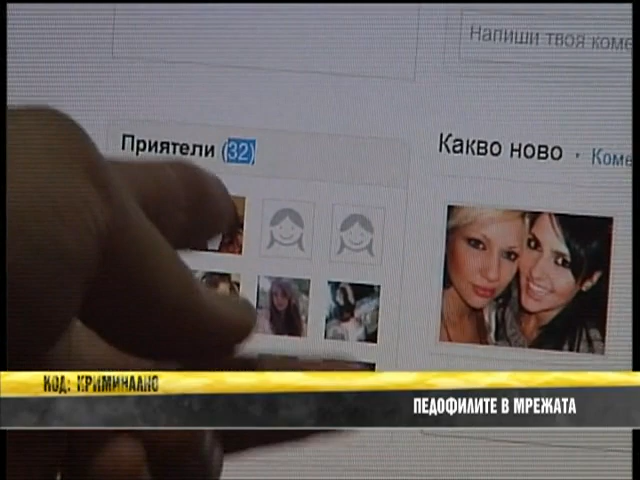 Напиши твоя коме
Приятели (32)
Какво ново · Коме
КОД: КРИМИНАЛНО
ПЕДОФИЛИТЕ В МРЕЖАТА